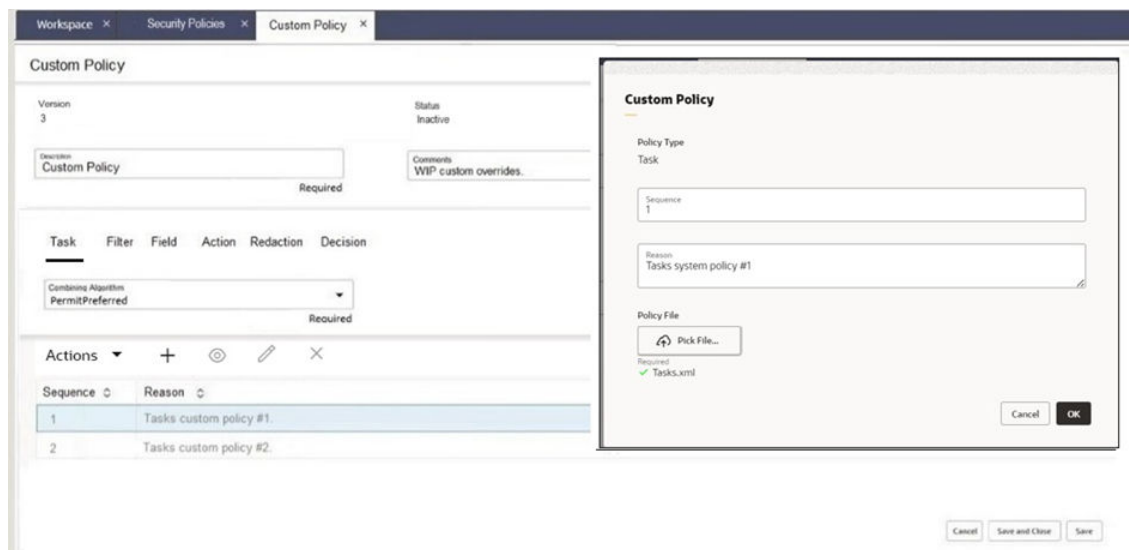 Workspace × Security Policies × Custom Policy ×
Custom Policy
Version
3
Status
Inactive
Description
Custom Policy
Required
Comments
WIP custom overrides.
Task Filter Field Action Redaction Decision
Combining Algorithm
PermitPreferred
Required
Actions
Sequence Reason
1 Tasks custom policy #1.
2 Tasks custom policy #2.
Custom Policy
Policy Type
Task
Sequence
1
Reason
Tasks system policy #1
Policy File
Pick File...
Required
Tasks.xml
Cancel OK
Cancel Save and Close Save